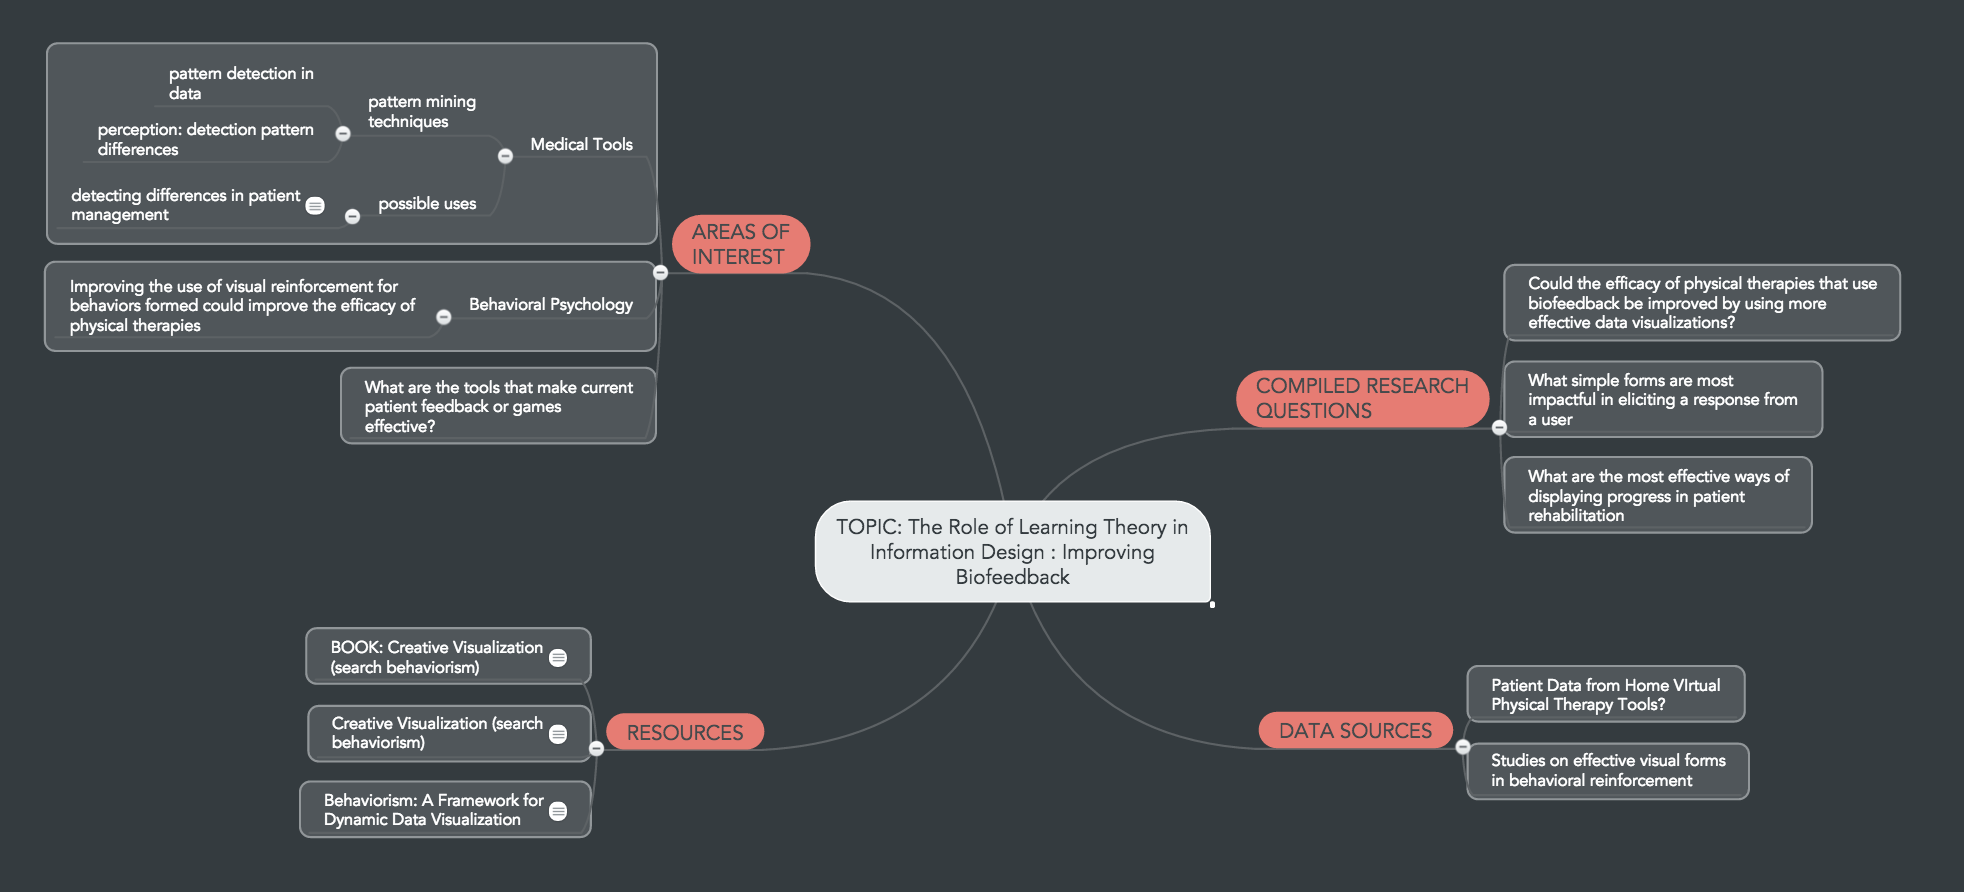 pattern detection in
data
perception: detection pattern
differences
pattern mining
techniques
Medical Tools
detecting differences in patient
management
possible uses
AREAS OF
INTEREST
Improving the use of visual reinforcement for
behaviors formed could improve the efficacy of
physical therapies
Behavioral Psychology
What are the tools that make current
patient feedback or games
effective?
COMPILED RESEARCH
QUESTIONS
Could the efficacy of physical therapies that use
biofeedback be improved by using more
effective data visualizations?
What simple forms are most
impactful in eliciting a response from
a user
What are the most effective ways of
displaying progress in patient
rehabilitation
TOPIC: The Role of Learning Theory in
Information Design : Improving
Biofeedback
BOOK: Creative Visualization
(search behaviorism)
Creative Visualization (search
behaviorism)
Behaviorism: A Framework for
Dynamic Data Visualization
RESOURCES
DATA SOURCES
Patient Data from Home VIrtual
Physical Therapy Tools?
Studies on effective visual forms
in behavioral reinforcement